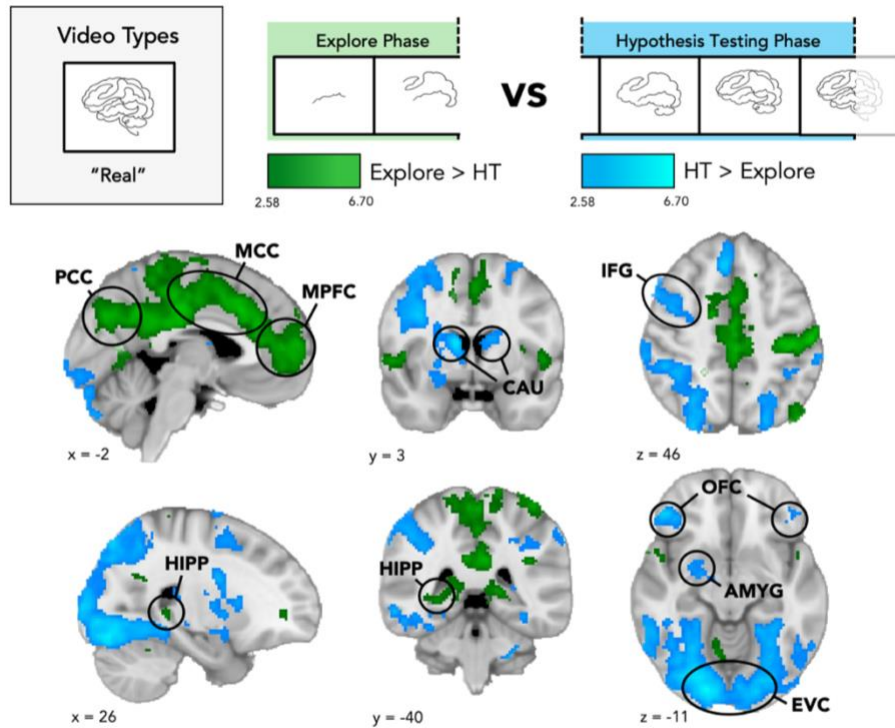 Video Types
"Real"
Explore Phase
VS
Hypothesis Testing Phase
Explore > HT
2.58 6.70
HT > Explore
2.58 6.70
PCC
MCC
MPFC
x = -2
CAU
y = 3
IFG
z = 46
HIPP
x = 26
HIPP
y = -40
OFC
AMYG
EVC
z = -11